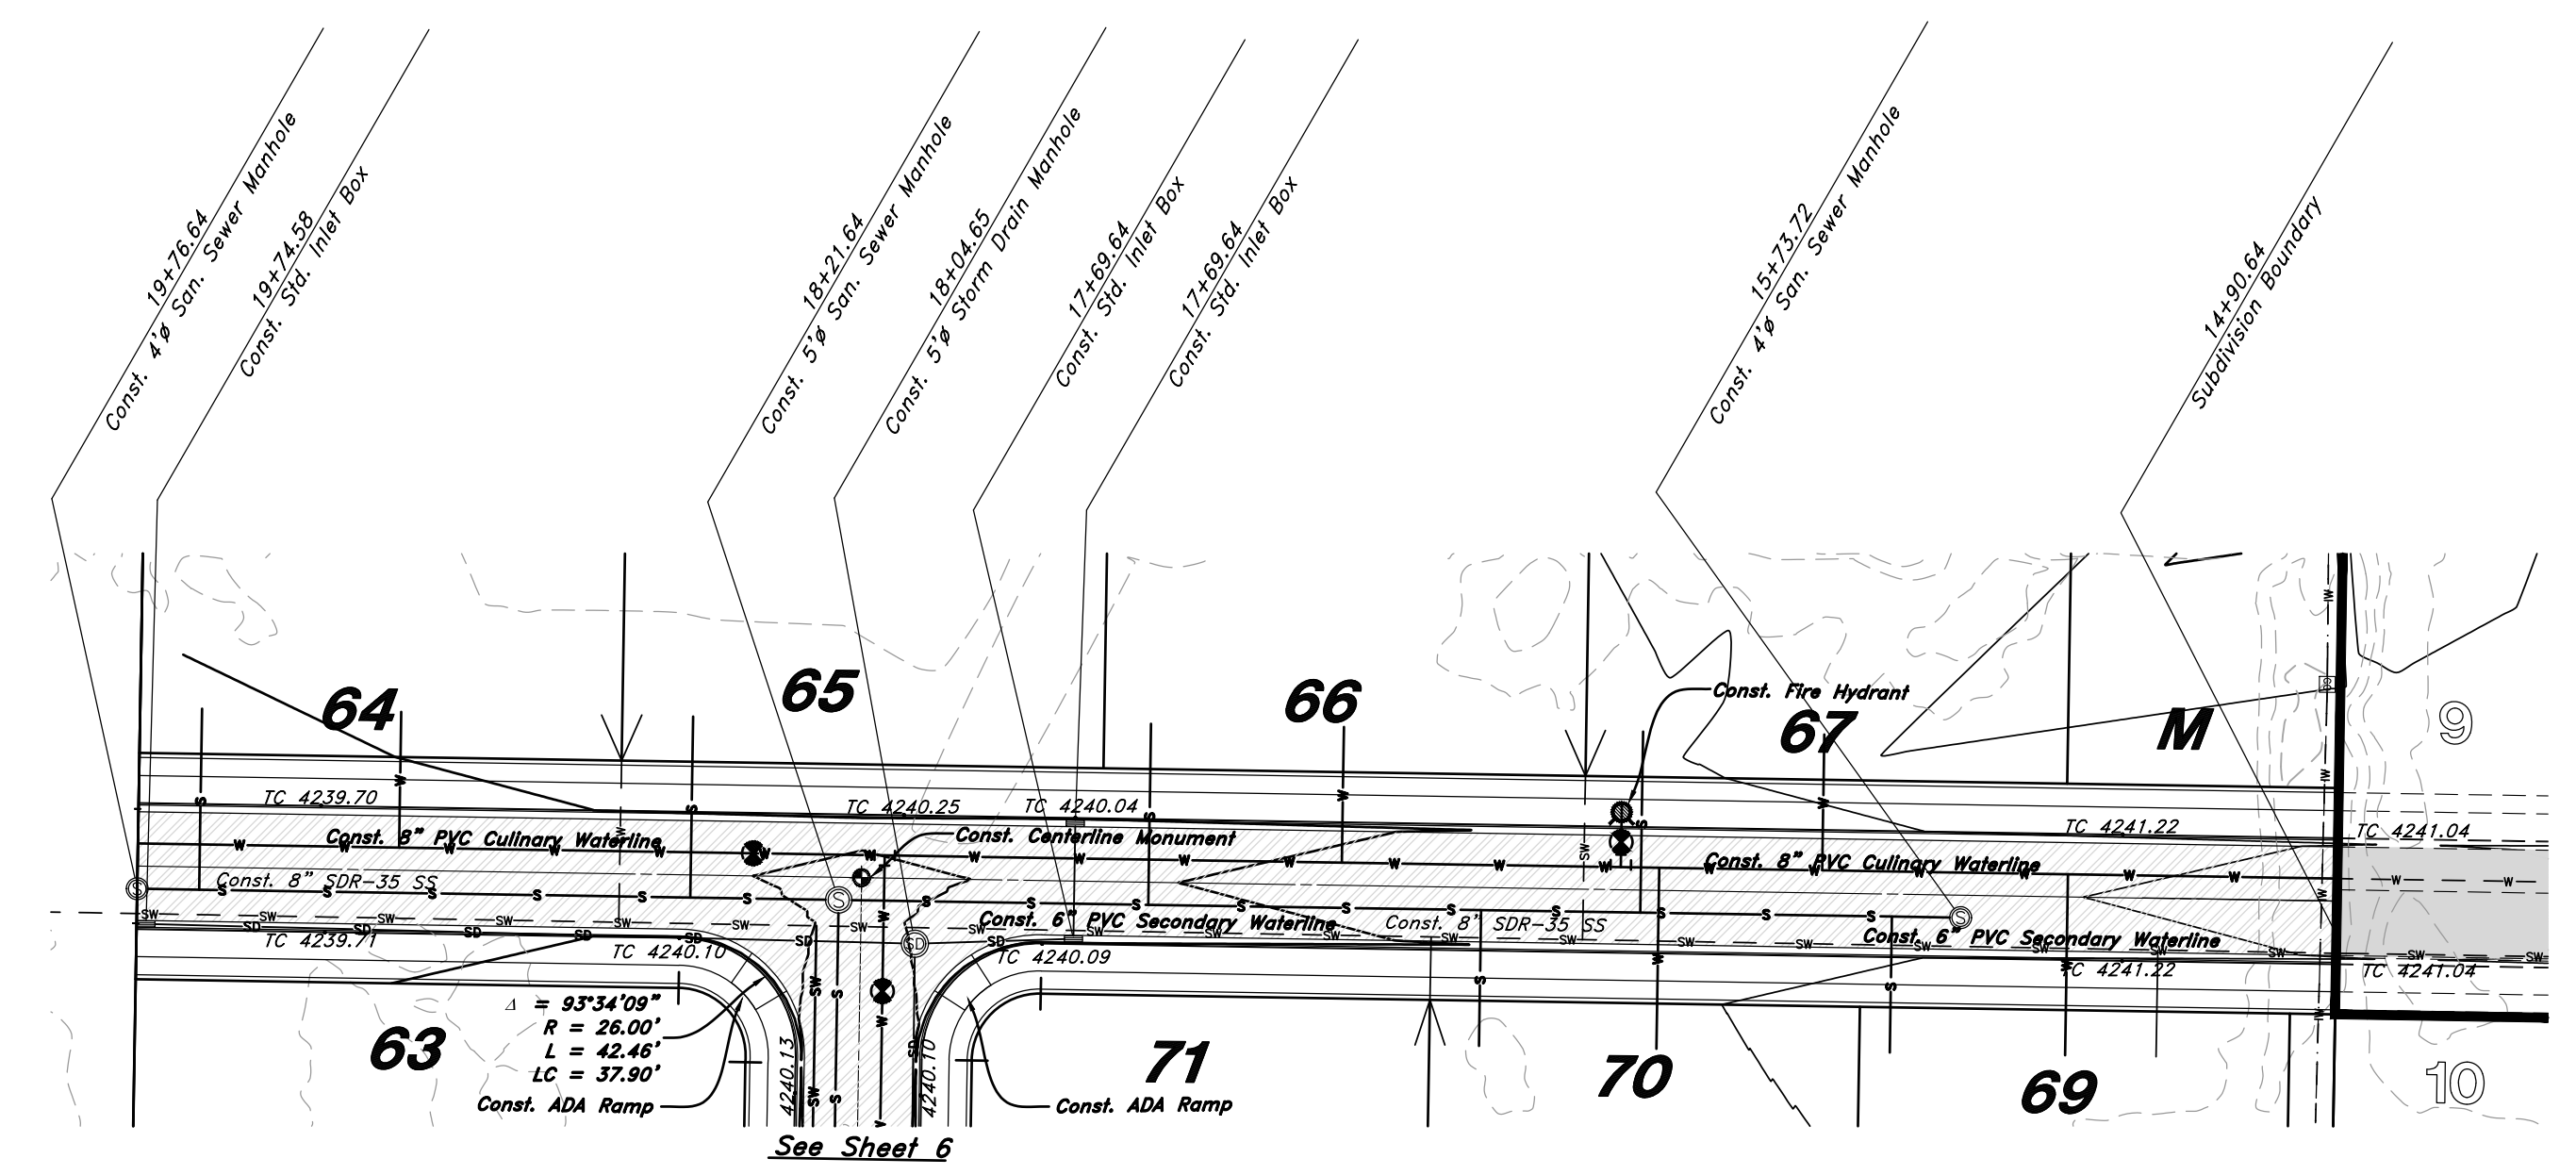 19+76.64
Const. 4'ø San. Sewer Manhole
19+74.58
Const. Std. Inlet Box
18+21.64
Const. 5'ø San. Sewer Manhole
18+04.65
Const. 5'ø Storm Drain Manhole
17+69.64
Const. Std. Inlet Box
17+69.64
Const. Std. Inlet Box
15+73.72
Const. 4'ø San. Sewer Manhole
14+90.64
Subdivision Boundary
64
65
66
Const. Fire Hydrant
67
M
9
TC 4239.70
TC 4240.25
TC 4240.04
TC 4241.22
TC 4241.04
Const. 8" PVC Culinary Waterline
Const. Centerline Monument
Const. 8" PVC Culinary Waterline
Const. 8" SDR-35 SS
Const. 6" PVC Secondary Waterline
Const. 8" SDR-35 SS
Const. 6" PVC Secondary Waterline
TC 4239.71
TC 4240.10
TC 4240.09
TC 4241.22
TC 4241.04
Δ = 93°34'09"
R = 26.00'
L = 42.46'
LC = 37.90'
Const. ADA Ramp
63
4240.13
4240.10
71
Const. ADA Ramp
70
69
10
See Sheet 6